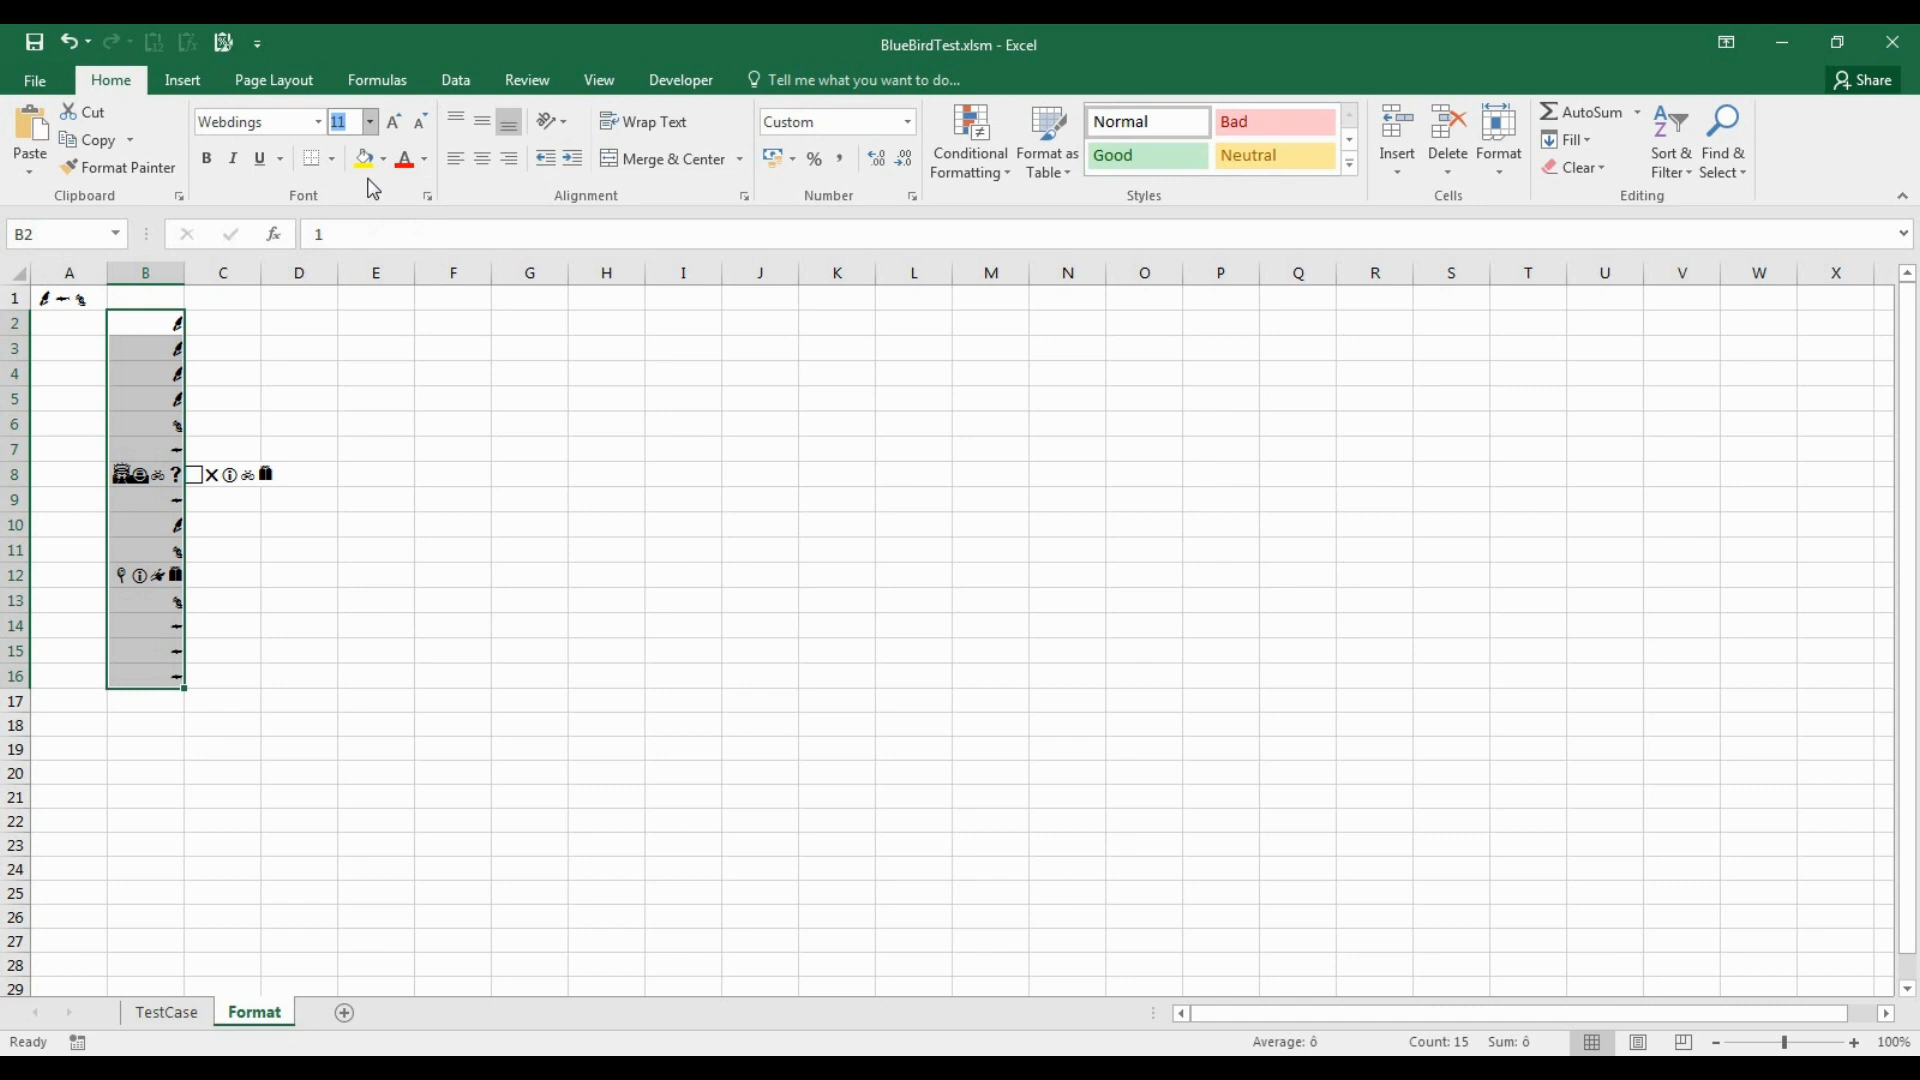 BlueBirdTest.xlsm - Excel
File Home Insert Page Layout Formulas Data Review View Developer Tell me what you want to do... Share
Paste
Cut
Copy
Format Painter
Clipboard
Webdings 11
B I U A
Font
Wrap Text
Merge & Center
Alignment
Custom
%
Number
Conditional Formatting
Format as Table
Normal Bad
Good Neutral
Styles
Insert Delete Format
Cells
AutoSum
Fill
Clear
Sort & Filter
Find & Select
Editing
B2 fx 1
A B C D E F G H I J K L M N O P Q R S T U V W X
1
2
3
4
5
6
7
8
9
10
11
12
13
14
15
16
17
18
19
20
21
22
23
24
25
26
27
28
29
TestCase Format
Ready Average: ô Count: 15 Sum: ô 100%